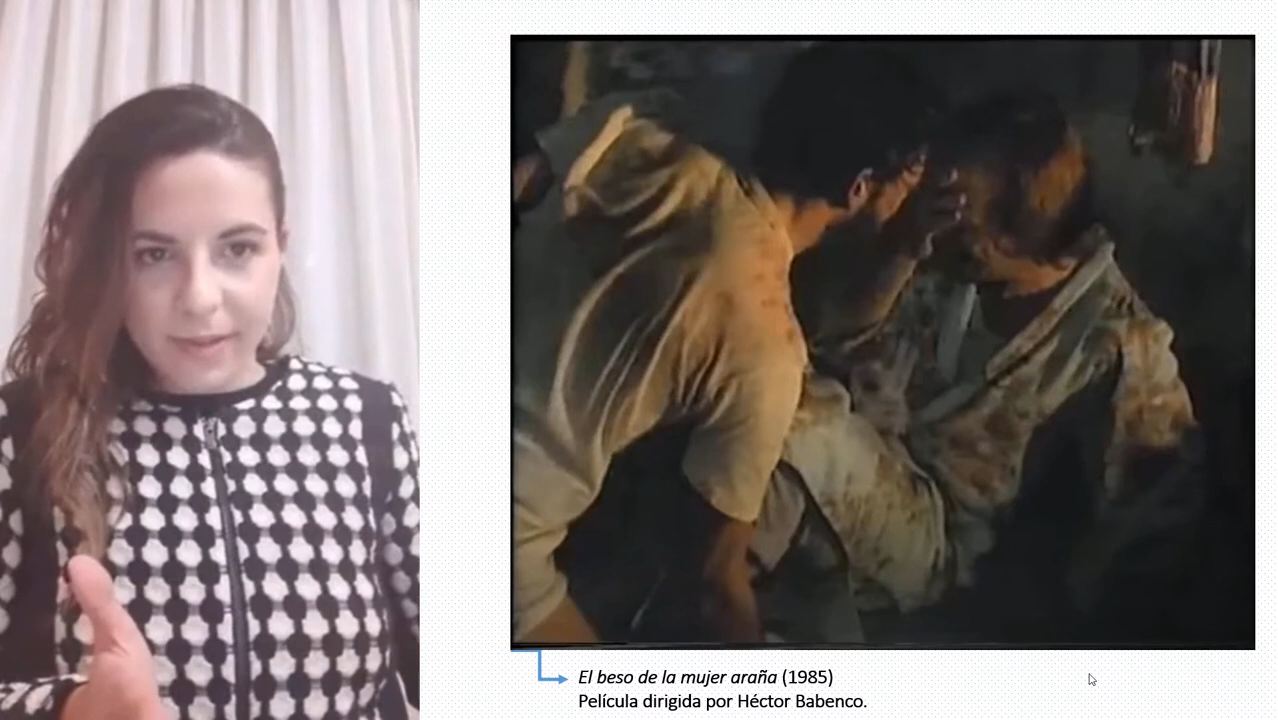 El beso de la mujer araña (1985)
Película dirigida por Héctor Babenco.